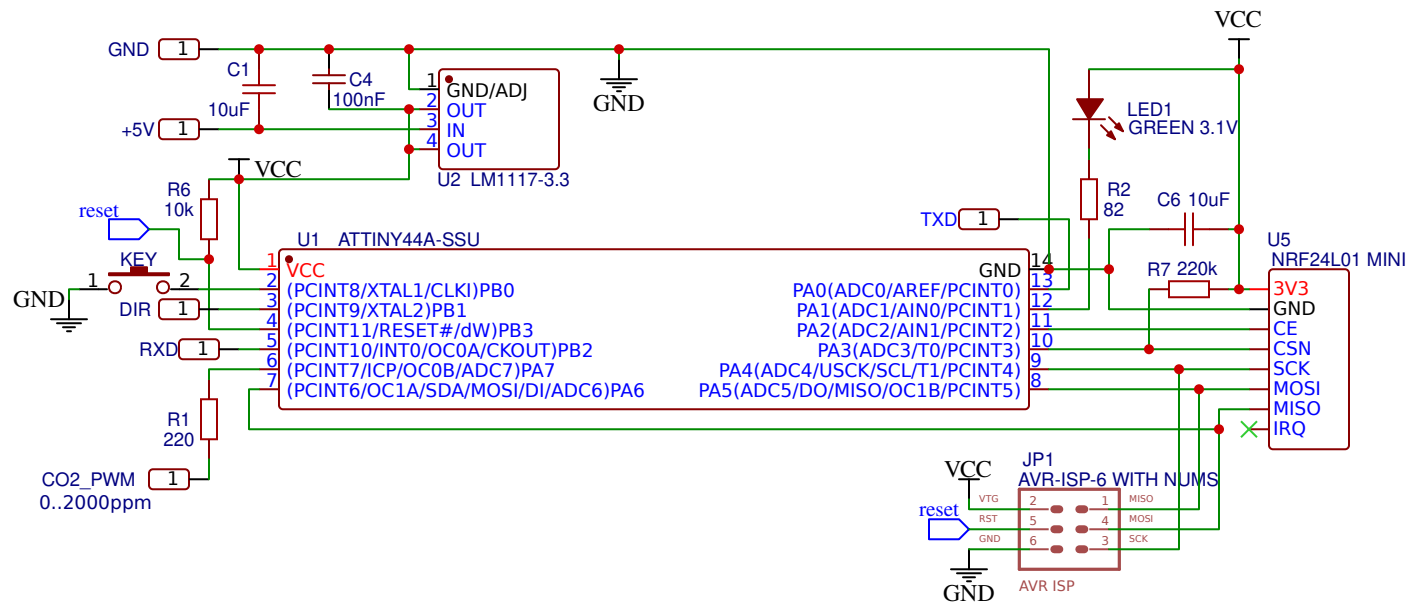 VCC
GND 1
C1
10uF
C4
100nF
1 GND/ADJ
2 OUT
3 IN
4 OUT
GND
LED1
GREEN 3.1V
+5V 1
VCC
U2 LM1117-3.3
R6
10k
R2
82
C6 10uF
reset
TXD 1
U1 ATTINY44A-SSU
U5
NRF24L01 MINI
KEY
1 2
GND
DIR 1
RXD 1
R7 220k
1 VCC
2 (PCINT8/XTAL1/CLKI)PB0
3 (PCINT9/XTAL2)PB1
4 (PCINT11/RESET#/dW)PB3
5 (PCINT10/INT0/OC0A/CKOUT)PB2
6 (PCINT7/ICP/OC0B/ADC7)PA7
7 (PCINT6/OC1A/SDA/MOSI/DI/ADC6)PA6
GND 14
PA0(ADC0/AREF/PCINT0) 13
PA1(ADC1/AIN0/PCINT1) 12
PA2(ADC2/AIN1/PCINT2) 11
PA3(ADC3/T0/PCINT3) 10
PA4(ADC4/USCK/SCL/T1/PCINT4) 9
PA5(ADC5/DO/MISO/OC1B/PCINT5) 8
3V3
GND
CE
CSN
SCK
MOSI
MISO
IRQ
R1
220
CO2_PWM 1
0..2000ppm
VCC
JP1
AVR-ISP-6 WITH NUMS
reset
VTG 2 1 MISO
RST 5 4 MOSI
GND 6 3 SCK
GND
AVR ISP